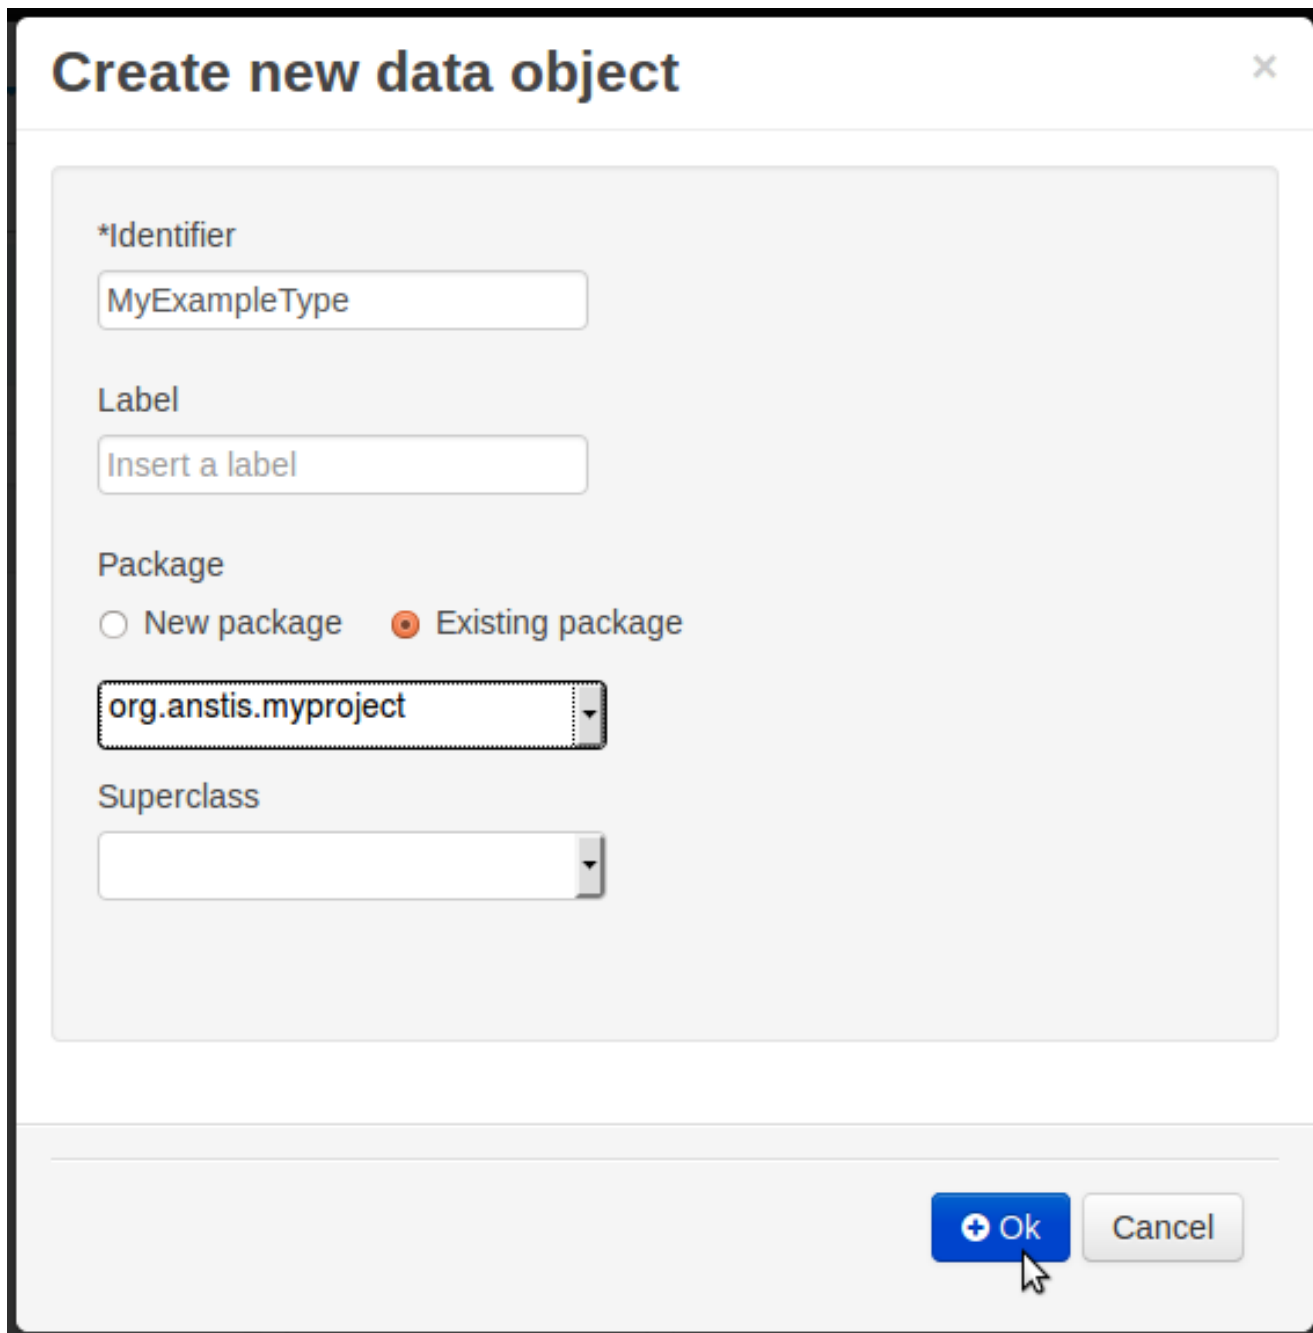 Create new data object ×
*Identifier
MyExampleType
Label
Insert a label
Package
New package Existing package
org.anstis.myproject
Superclass
Ok Cancel